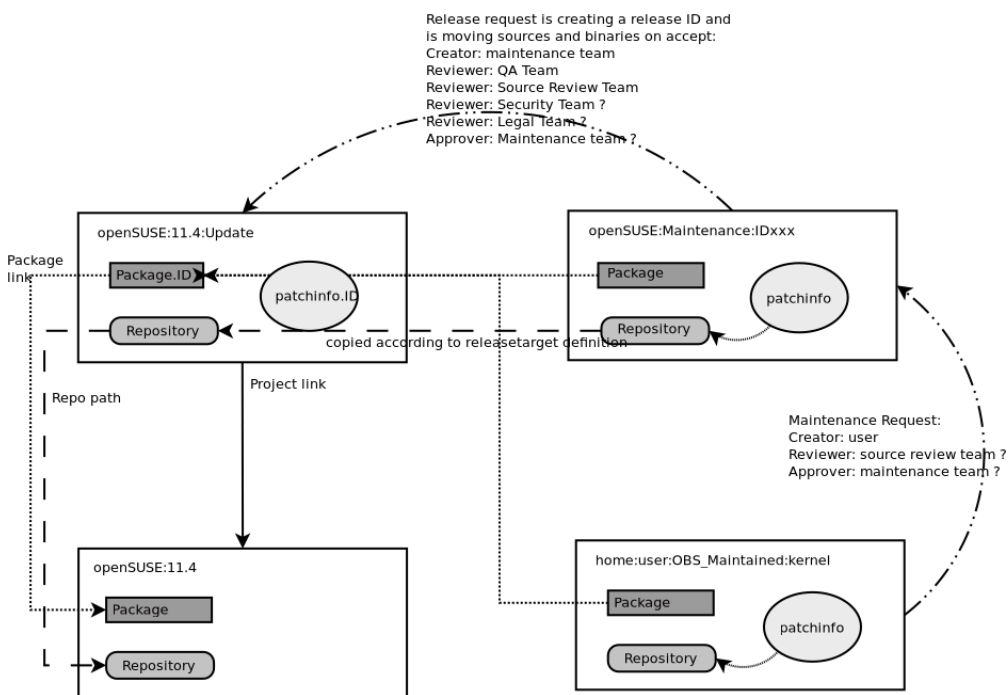 Release request is creating a release ID and
is moving sources and binaries on accept:
Creator: maintenance team
Reviewer: QA Team
Reviewer: Source Review Team
Reviewer: Security Team ?
Reviewer: Legal Team ?
Approver: Maintenance team ?
openSUSE:11.4:Update
Package
link
Package.ID
patchinfo.ID
Repository
openSUSE:Maintenance:IDxxx
Package
patchinfo
Repository
copied according to releasetarget definition
Repo path
Project link
Maintenance Request:
Creator: user
Reviewer: source review team ?
Approver: maintenance team ?
openSUSE:11.4
Package
Repository
home:user:OBS_Maintained:kernel
Package
patchinfo
Repository